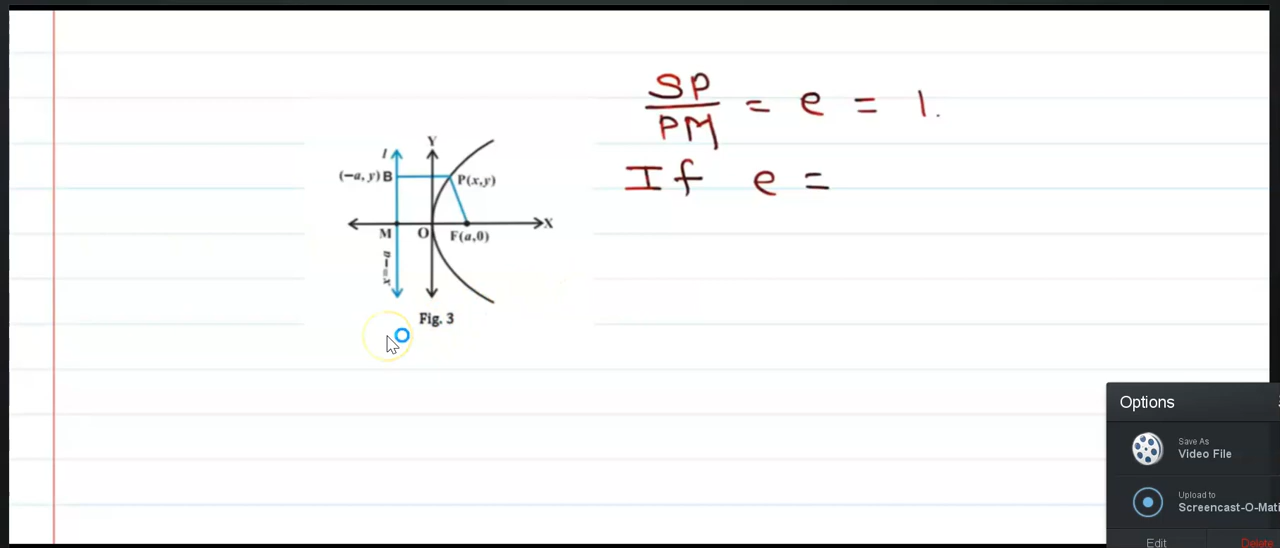 SP
PM = e = 1.
If e =
Y
l
(−a, y) B
P(x,y)
X
M
O
F(a,0)
x=−a
Fig. 3
Options
Save As
Video File
Upload to
Screencast-O-Mati
Edit
Delete